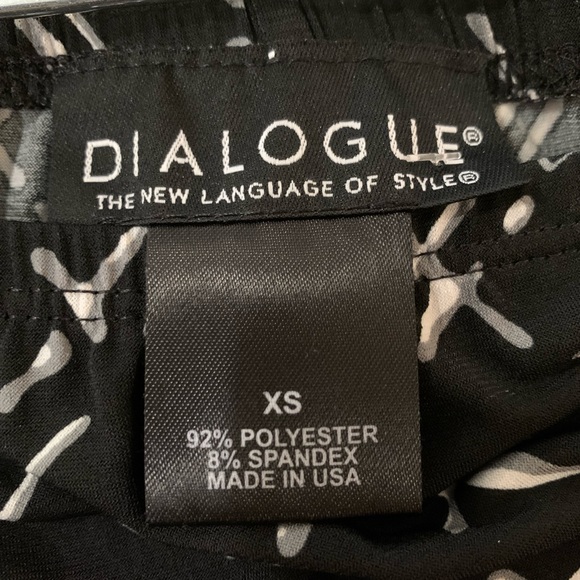 DIALOGUE®
THE NEW LANGUAGE OF STYLE®
XS
92% POLYESTER
8% SPANDEX
MADE IN USA